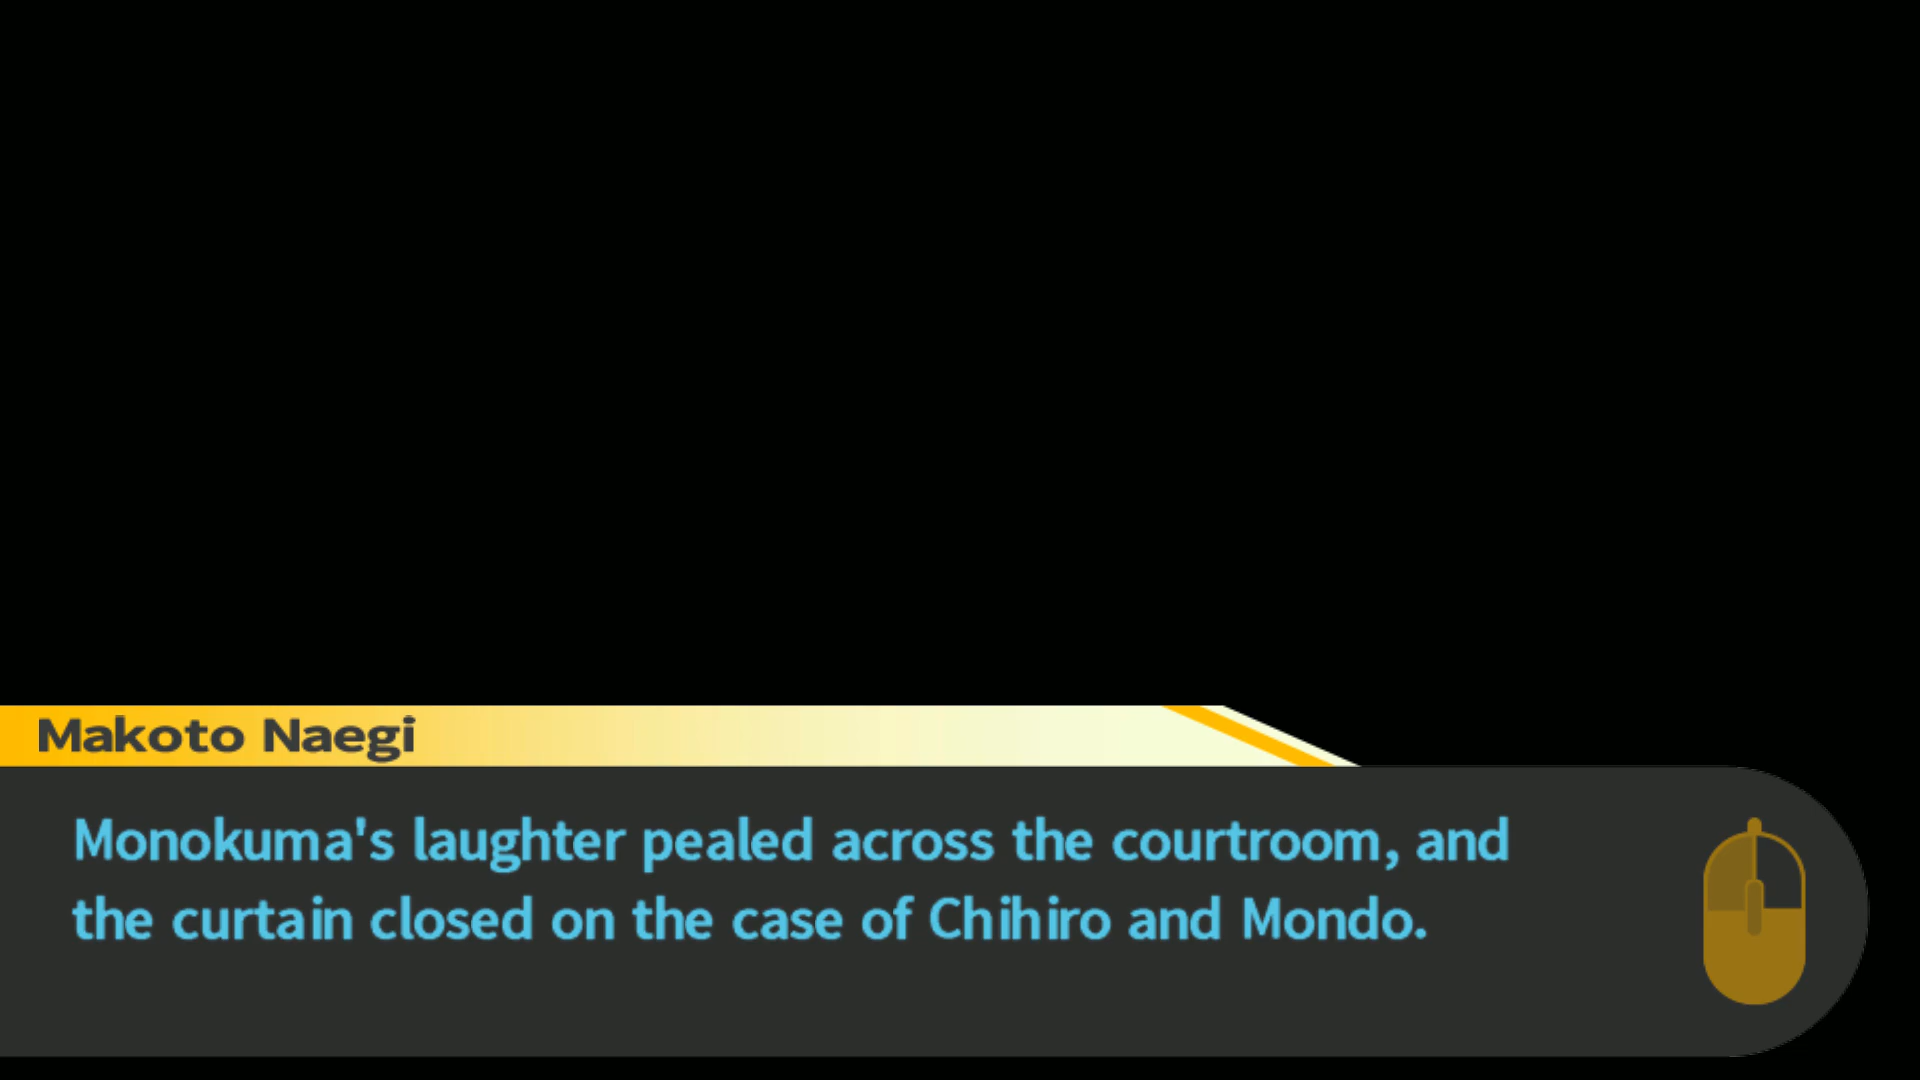 Makoto Naegi
Monokuma's laughter pealed across the courtroom, and
the curtain closed on the case of Chihiro and Mondo.